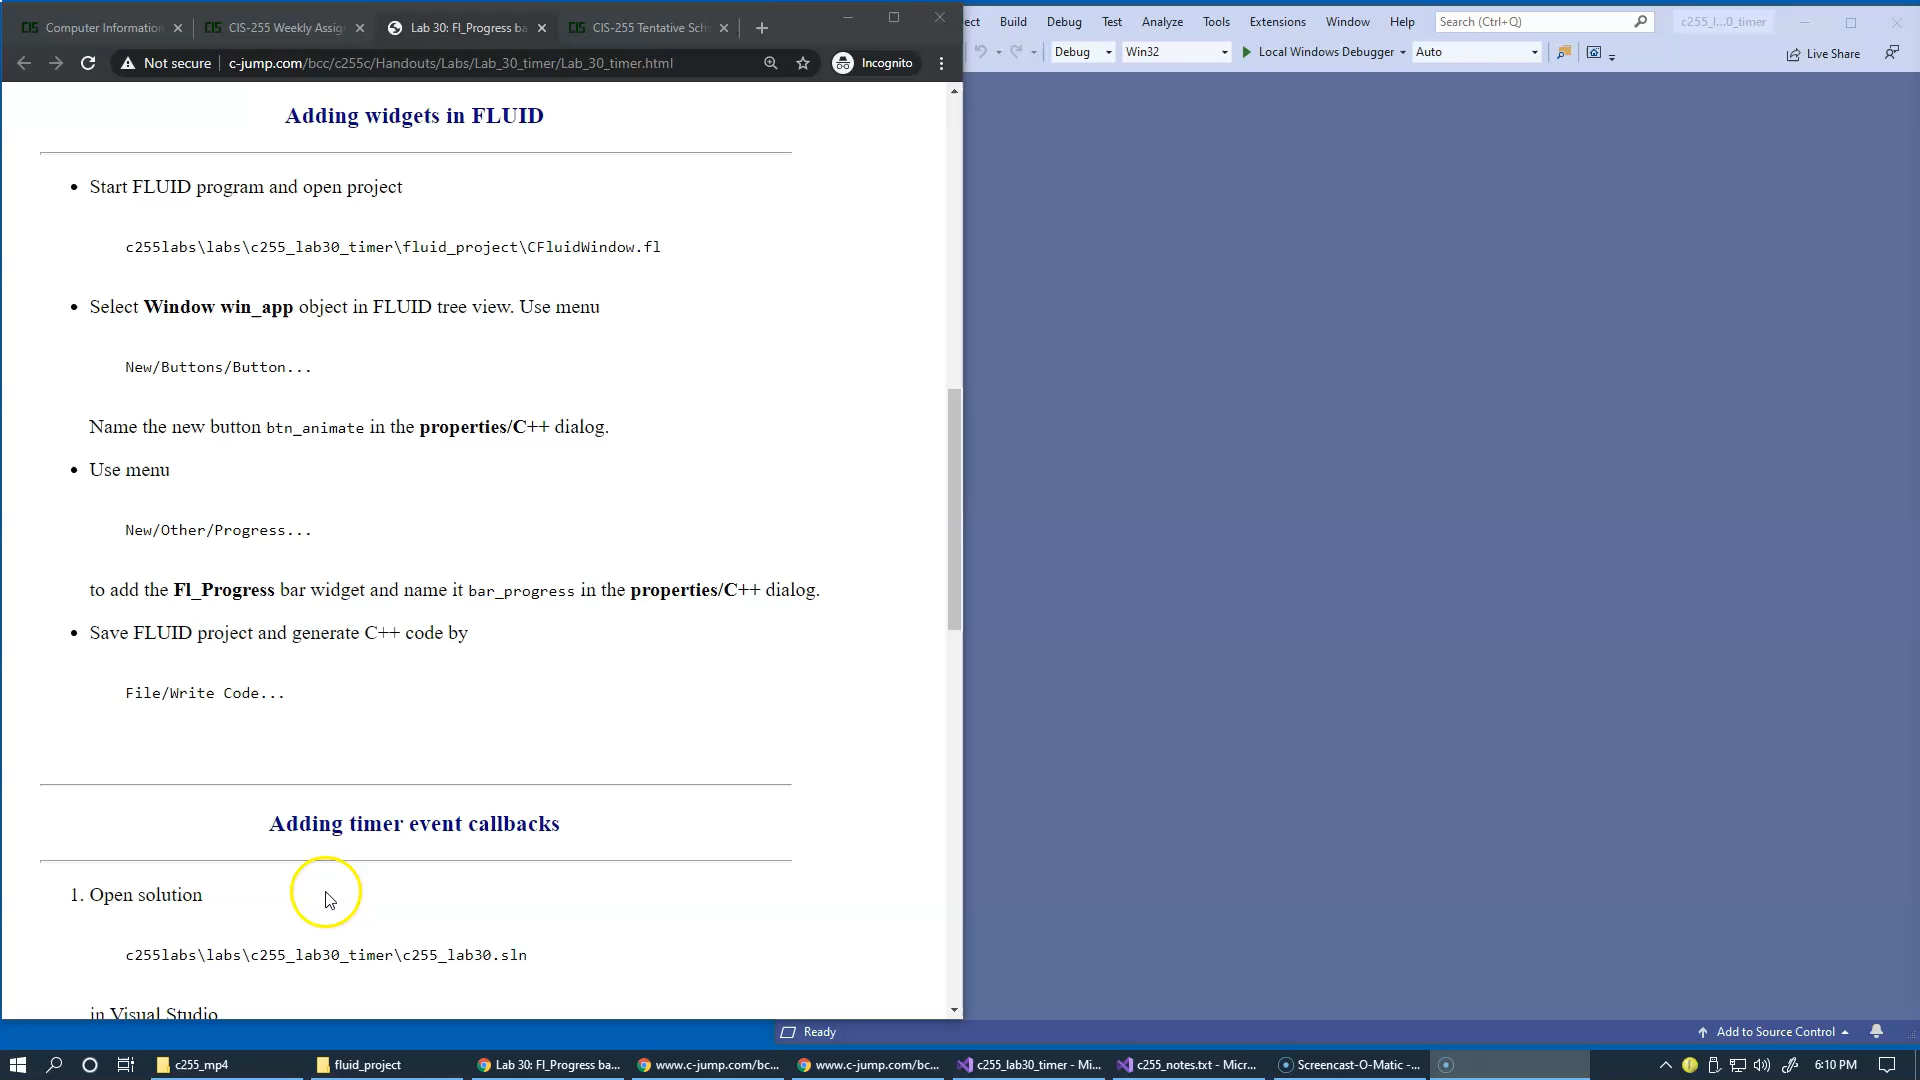 Computer Information
CIS-255 Weekly Assig
Lab 30: Fl_Progress ba
CIS-255 Tentative Sche
ect Build Debug Test Analyze Tools Extensions Window Help Search (Ctrl+Q) c255_l...0_timer
Not secure c-jump.com/bcc/c255c/Handouts/Labs/Lab_30_timer/Lab_30_timer.html Incognito
Debug Win32 Local Windows Debugger Auto Live Share
Adding widgets in FLUID
• Start FLUID program and open project
c255labs\labs\c255_lab30_timer\fluid_project\CFluidWindow.fl
• Select Window win_app object in FLUID tree view. Use menu
New/Buttons/Button...
Name the new button btn_animate in the properties/C++ dialog.
• Use menu
New/Other/Progress...
to add the Fl_Progress bar widget and name it bar_progress in the properties/C++ dialog.
• Save FLUID project and generate C++ code by
File/Write Code...
Adding timer event callbacks
1. Open solution
c255labs\labs\c255_lab30_timer\c255_lab30.sln
in Visual Studio
Ready Add to Source Control
c255_mp4 fluid_project Lab 30: Fl_Progress ba... www.c-jump.com/bc... www.c-jump.com/bc... c255_lab30_timer - Mi... c255_notes.txt - Micr... Screencast-O-Matic -... 6:10 PM